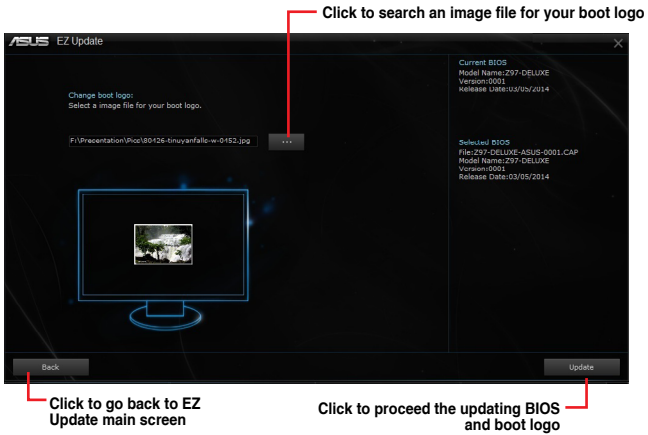 Click to search an image file for your boot logo
ASUS EZ Update
Change boot logo:
Select a image file for your boot logo.
F:\Precentation\Picc\80426-tinuyanfallc-w-0452.jpg
...
Current BIOS
Model Name:Z97-DELUXE
Version:0001
Release Date:03/05/2014
Selected BIOS
File:Z97-DELUXE-ASUS-0001.CAP
Model Name:Z97-DELUXE
Version:0001
Release Date:03/05/2014
Back
Update
Click to go back to EZ
Update main screen
Click to proceed the updating BIOS
and boot logo